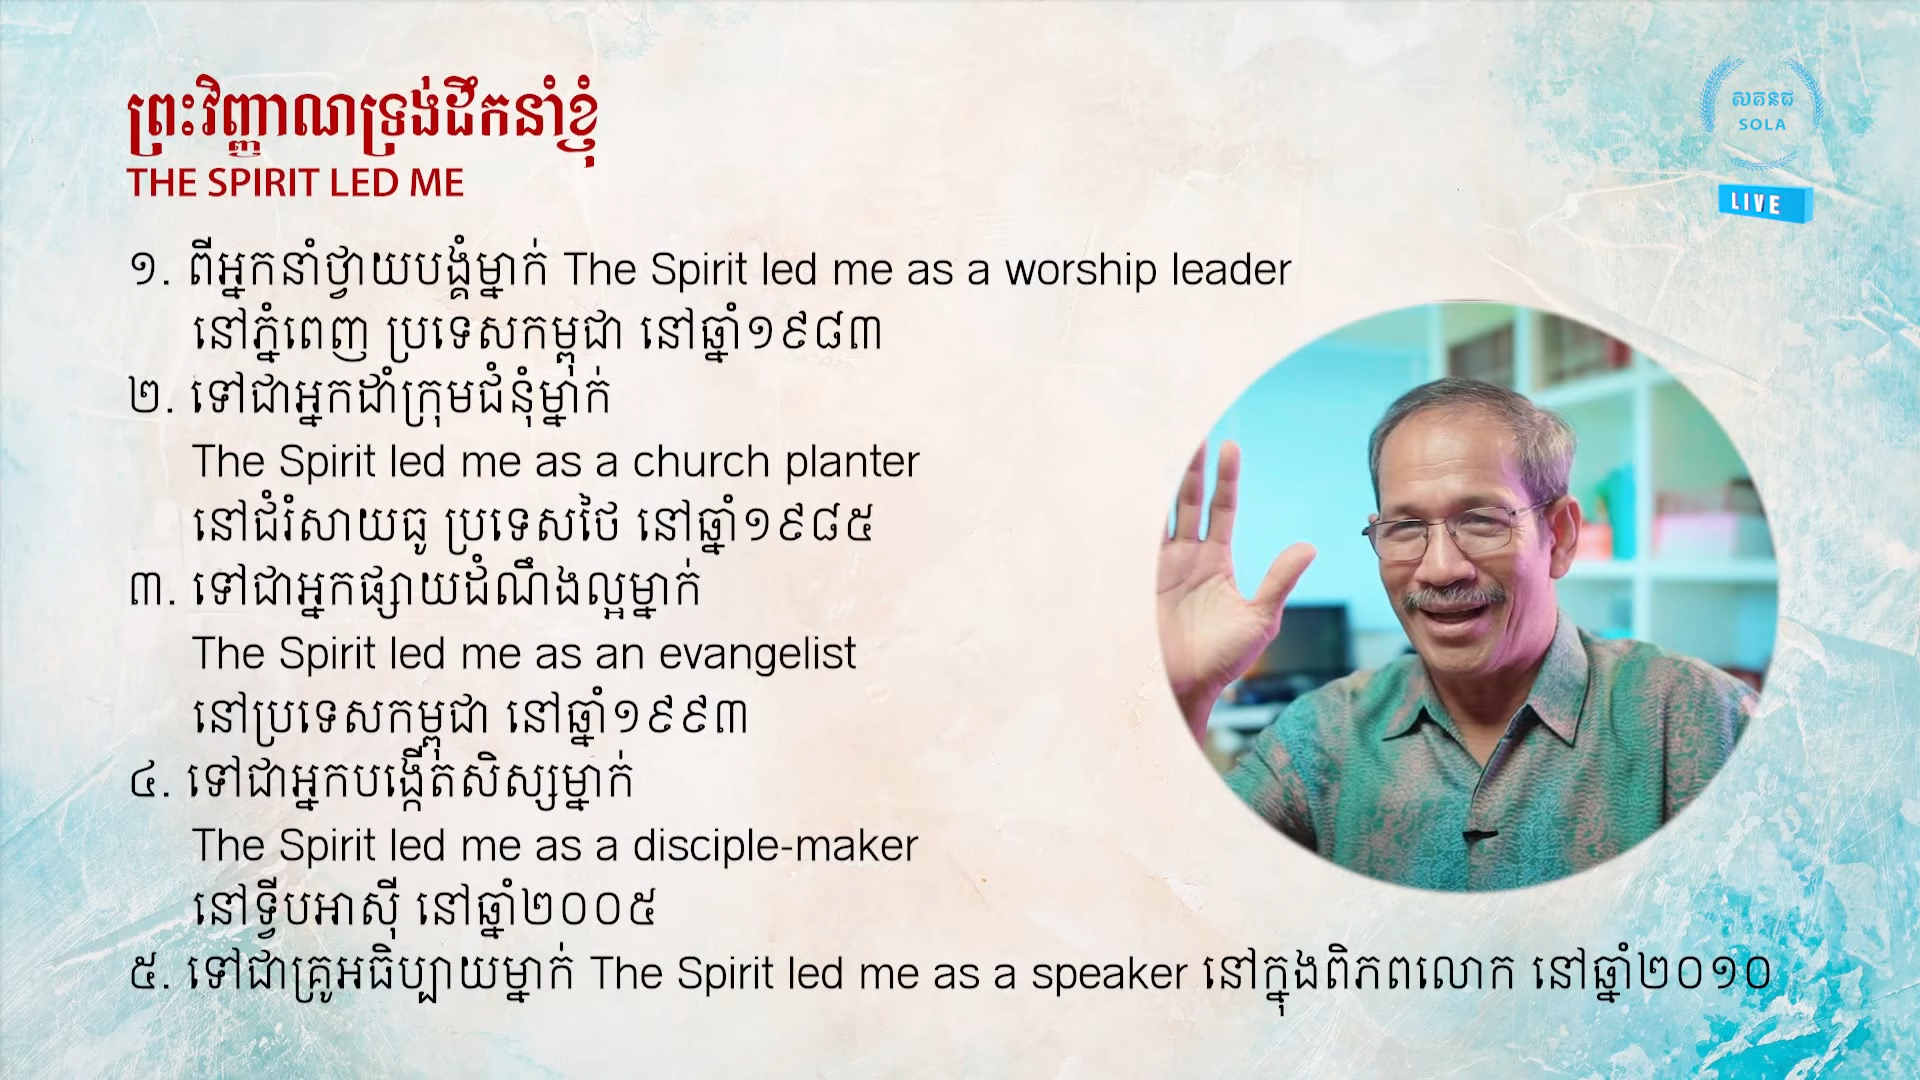 ព្រះវិញ្ញាណទ្រង់ដឹកនាំខ្ញុំ
THE SPIRIT LED ME
សគនជ
SOLA
LIVE
១. ពីអ្នកនាំថ្វាយបង្គំម្នាក់ The Spirit led me as a worship leader
នៅភ្នំពេញ ប្រទេសកម្ពុជា នៅឆ្នាំ១៩៨៣
២. ទៅជាអ្នកដាំក្រុមជំនុំម្នាក់
The Spirit led me as a church planter
នៅជំរំសាយធូ ប្រទេសថៃ នៅឆ្នាំ១៩៨៥
៣. ទៅជាអ្នកផ្សាយដំណឹងល្អម្នាក់
The Spirit led me as an evangelist
នៅប្រទេសកម្ពុជា នៅឆ្នាំ១៩៩៣
៤. ទៅជាអ្នកបង្កើតសិស្សម្នាក់
The Spirit led me as a disciple-maker
នៅទ្វីបអាស៊ី នៅឆ្នាំ២០០៥
៥. ទៅជាគ្រូអធិប្បាយម្នាក់ The Spirit led me as a speaker នៅក្នុងពិភពលោក នៅឆ្នាំ២០១០